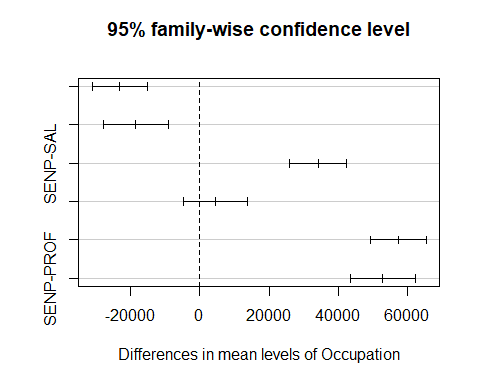 95% family-wise confidence level
SENP-SAL
SENP-PROF
-20000 0 20000 40000 60000
Differences in mean levels of Occupation